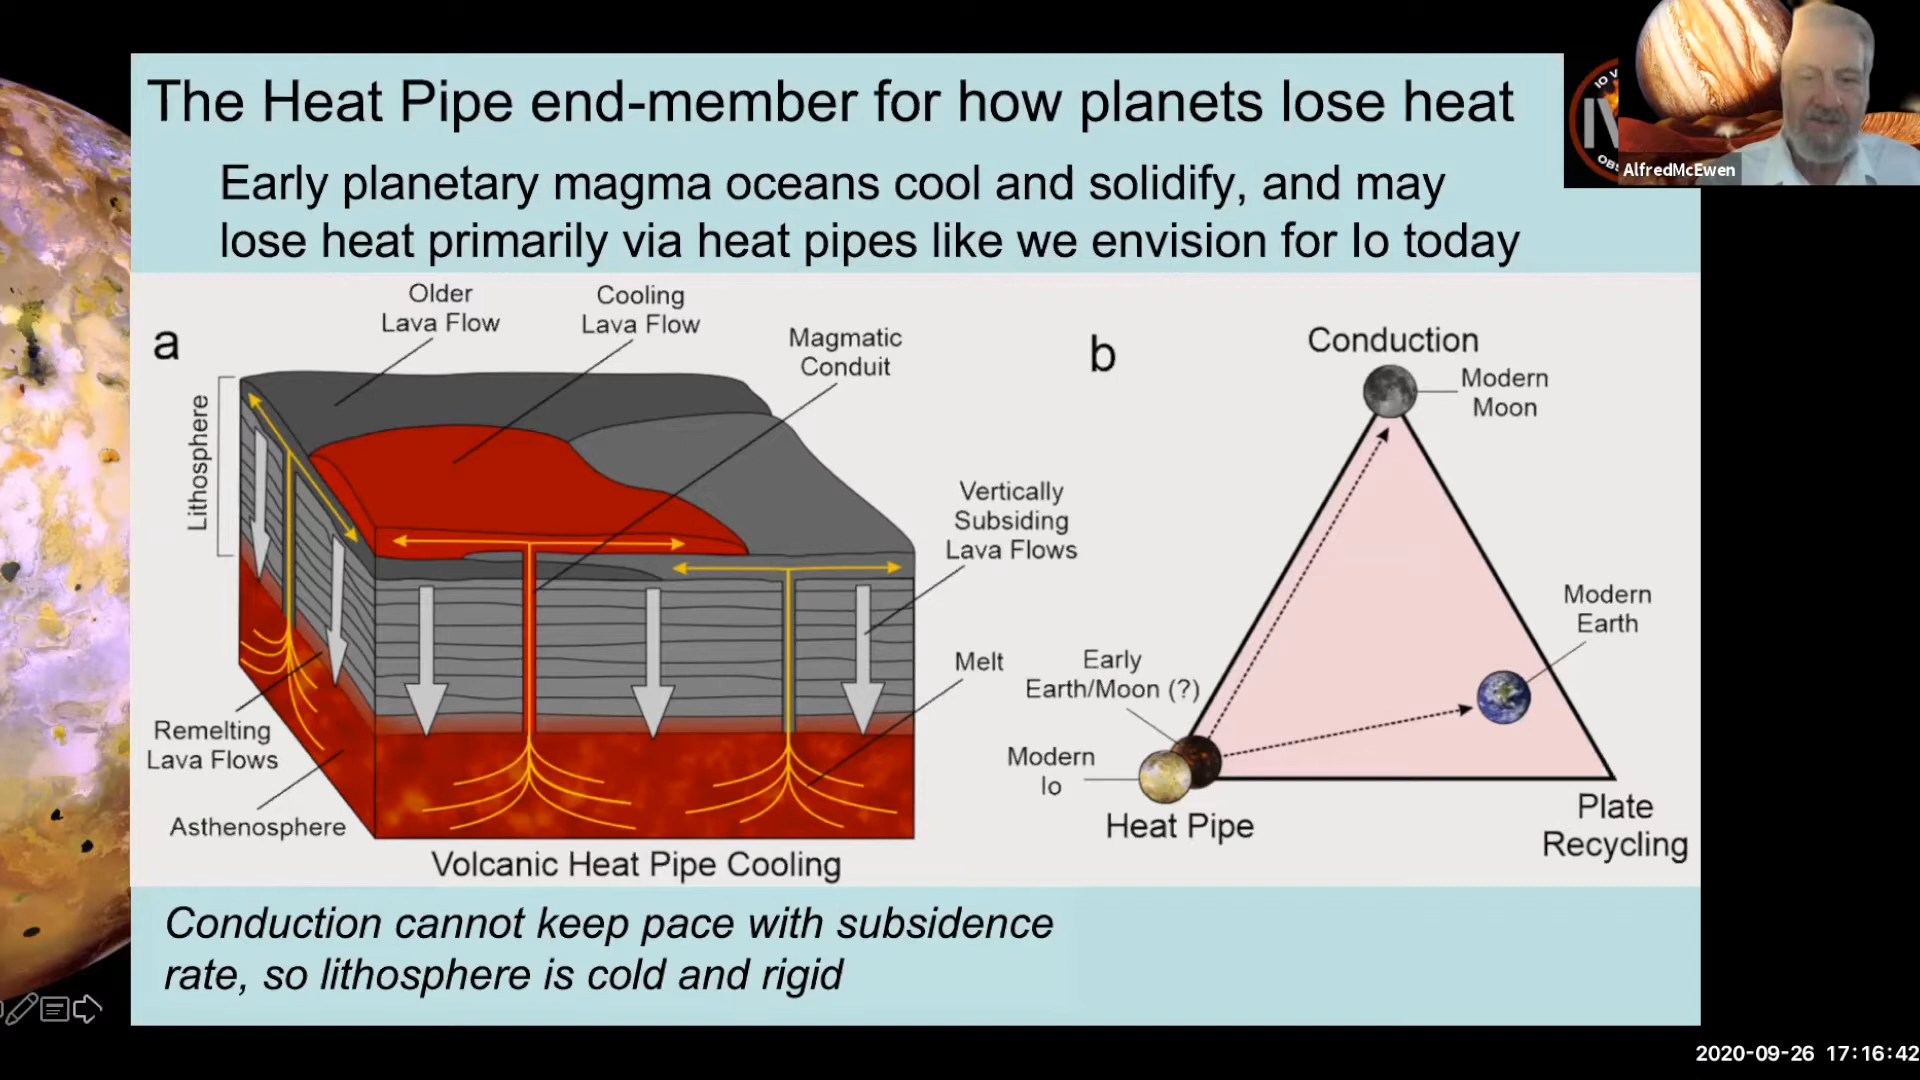 The Heat Pipe end-member for how planets lose heat
Early planetary magma oceans cool and solidify, and may
lose heat primarily via heat pipes like we envision for Io today
IO V
IV
OBS
AlfredMcEwen
a
Older
Lava Flow
Cooling
Lava Flow
Magmatic
Conduit
Lithosphere
Vertically
Subsiding
Lava Flows
Melt
Remelting
Lava Flows
Asthenosphere
Volcanic Heat Pipe Cooling
b
Conduction
Modern
Moon
Modern
Earth
Early
Earth/Moon (?)
Modern
Io
Heat Pipe
Plate
Recycling
Conduction cannot keep pace with subsidence
rate, so lithosphere is cold and rigid
2020-09-26 17:16:42